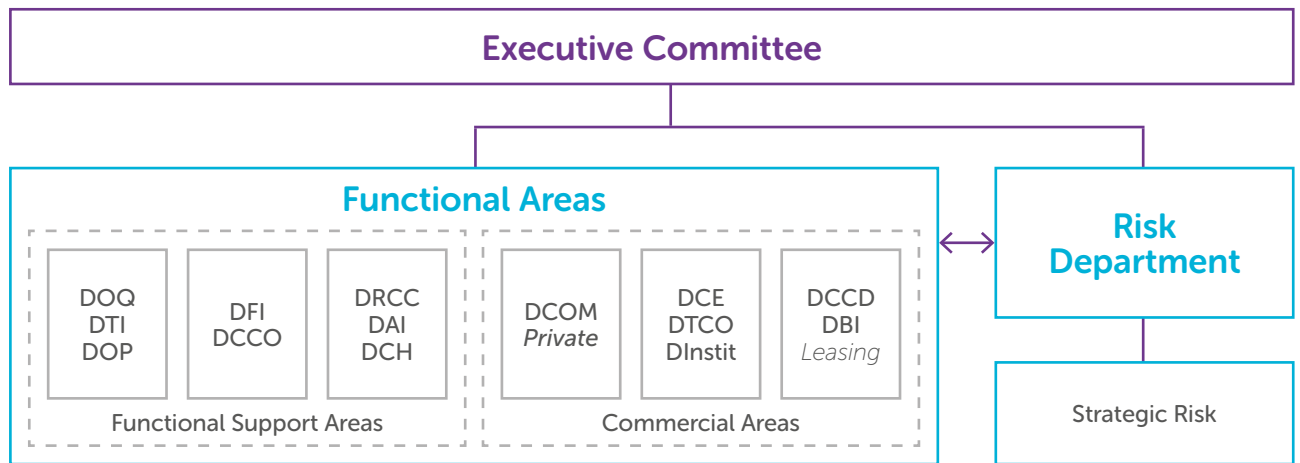 Executive Committee
Functional Areas
DOQ
DTI
DOP
DFI
DCCO
DRCC
DAI
DCH
Functional Support Areas
DCOM
Private
DCE
DTCO
DInstit
DCCD
DBI
Leasing
Commercial Areas
Risk
Department
Strategic Risk